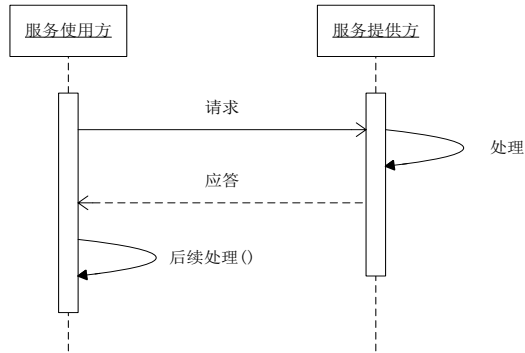 服务使用方
服务提供方
请求
处理
应答
后续处理()